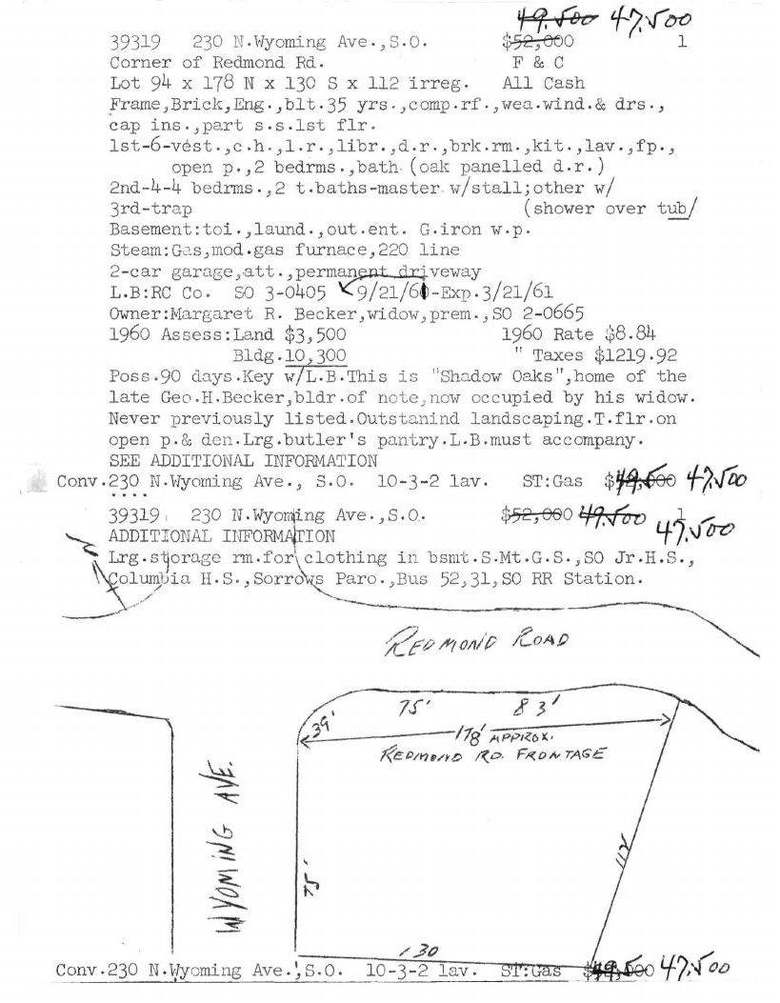 49.500 47,500
39319 230 N.Wyoming Ave.,S.O. $52,000 1
Corner of Redmond Rd. F & C
Lot 94 x 178 N x 130 S x 112 irreg. All Cash
Frame,Brick,Eng.,blt.35 yrs.,comp.rf.,wea.wind.& drs.,
cap ins.,part s.s.1st flr.
1st-6-vest.,c.h.,l.r.,libr.,d.r.,brk.rm.,kit.,lav.,fp.,
open p.,2 bedrms.,bath (oak panelled d.r.)
2nd-4-4 bedrms.,2 t.baths-master w/stall;other w/
3rd-trap (shower over tub/
Basement:toi.,laund.,out.ent. G.iron w.p.
Steam:Gas,mod.gas furnace,220 line
2-car garage,att.,permanent driveway
L.B:RC Co. SO 3-0405 9/21/60-Exp.3/21/61
Owner:Margaret R. Becker,widow,prem.,SO 2-0665
1960 Assess:Land $3,500 1960 Rate $8.84
Bldg.10,300 " Taxes $1219.92
Poss.90 days.Key w/L.B.This is "Shadow Oaks",home of the
late Geo.H.Becker,bldr.of note,now occupied by his widow.
Never previously listed.Outstanind landscaping.T.flr.on
open p.& den.Lrg.butler's pantry.L.B.must accompany.
SEE ADDITIONAL INFORMATION
Conv.230 N.Wyoming Ave., S.O. 10-3-2 lav. ST:Gas $49,500 47,500
39319 230 N.Wyoming Ave.,S.O. $52,000 49.500 1
47,500
ADDITIONAL INFORMATION
Lrg.storage rm.for clothing in bsmt.S.Mt.G.S.,SO Jr.H.S.,
Columbia H.S.,Sorrows Paro.,Bus 52,31,SO RR Station.
N
REDMOND ROAD
39' 75' 83'
178' APPROX.
REDMOND RD. FRONTAGE
WYOMING AVE.
75'
112'
130
Conv.230 N.Wyoming Ave.,S.O. 10-3-2 lav. ST:Gas $49,500 47,500